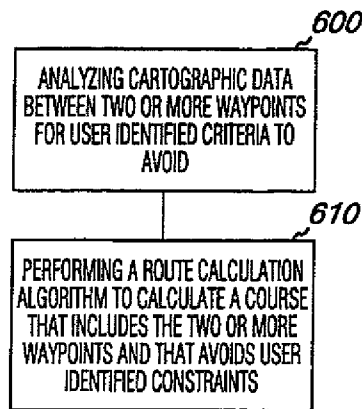 600
ANALYZING CARTOGRAPHIC DATA
BETWEEN TWO OR MORE WAYPOINTS
FOR USER IDENTIFIED CRITERIA TO
AVOID
610
PERFORMING A ROUTE CALCULATION
ALGORITHM TO CALCULATE A COURSE
THAT INCLUDES THE TWO OR MORE
WAYPOINTS AND THAT AVOIDS USER
IDENTIFIED CONSTRAINTS